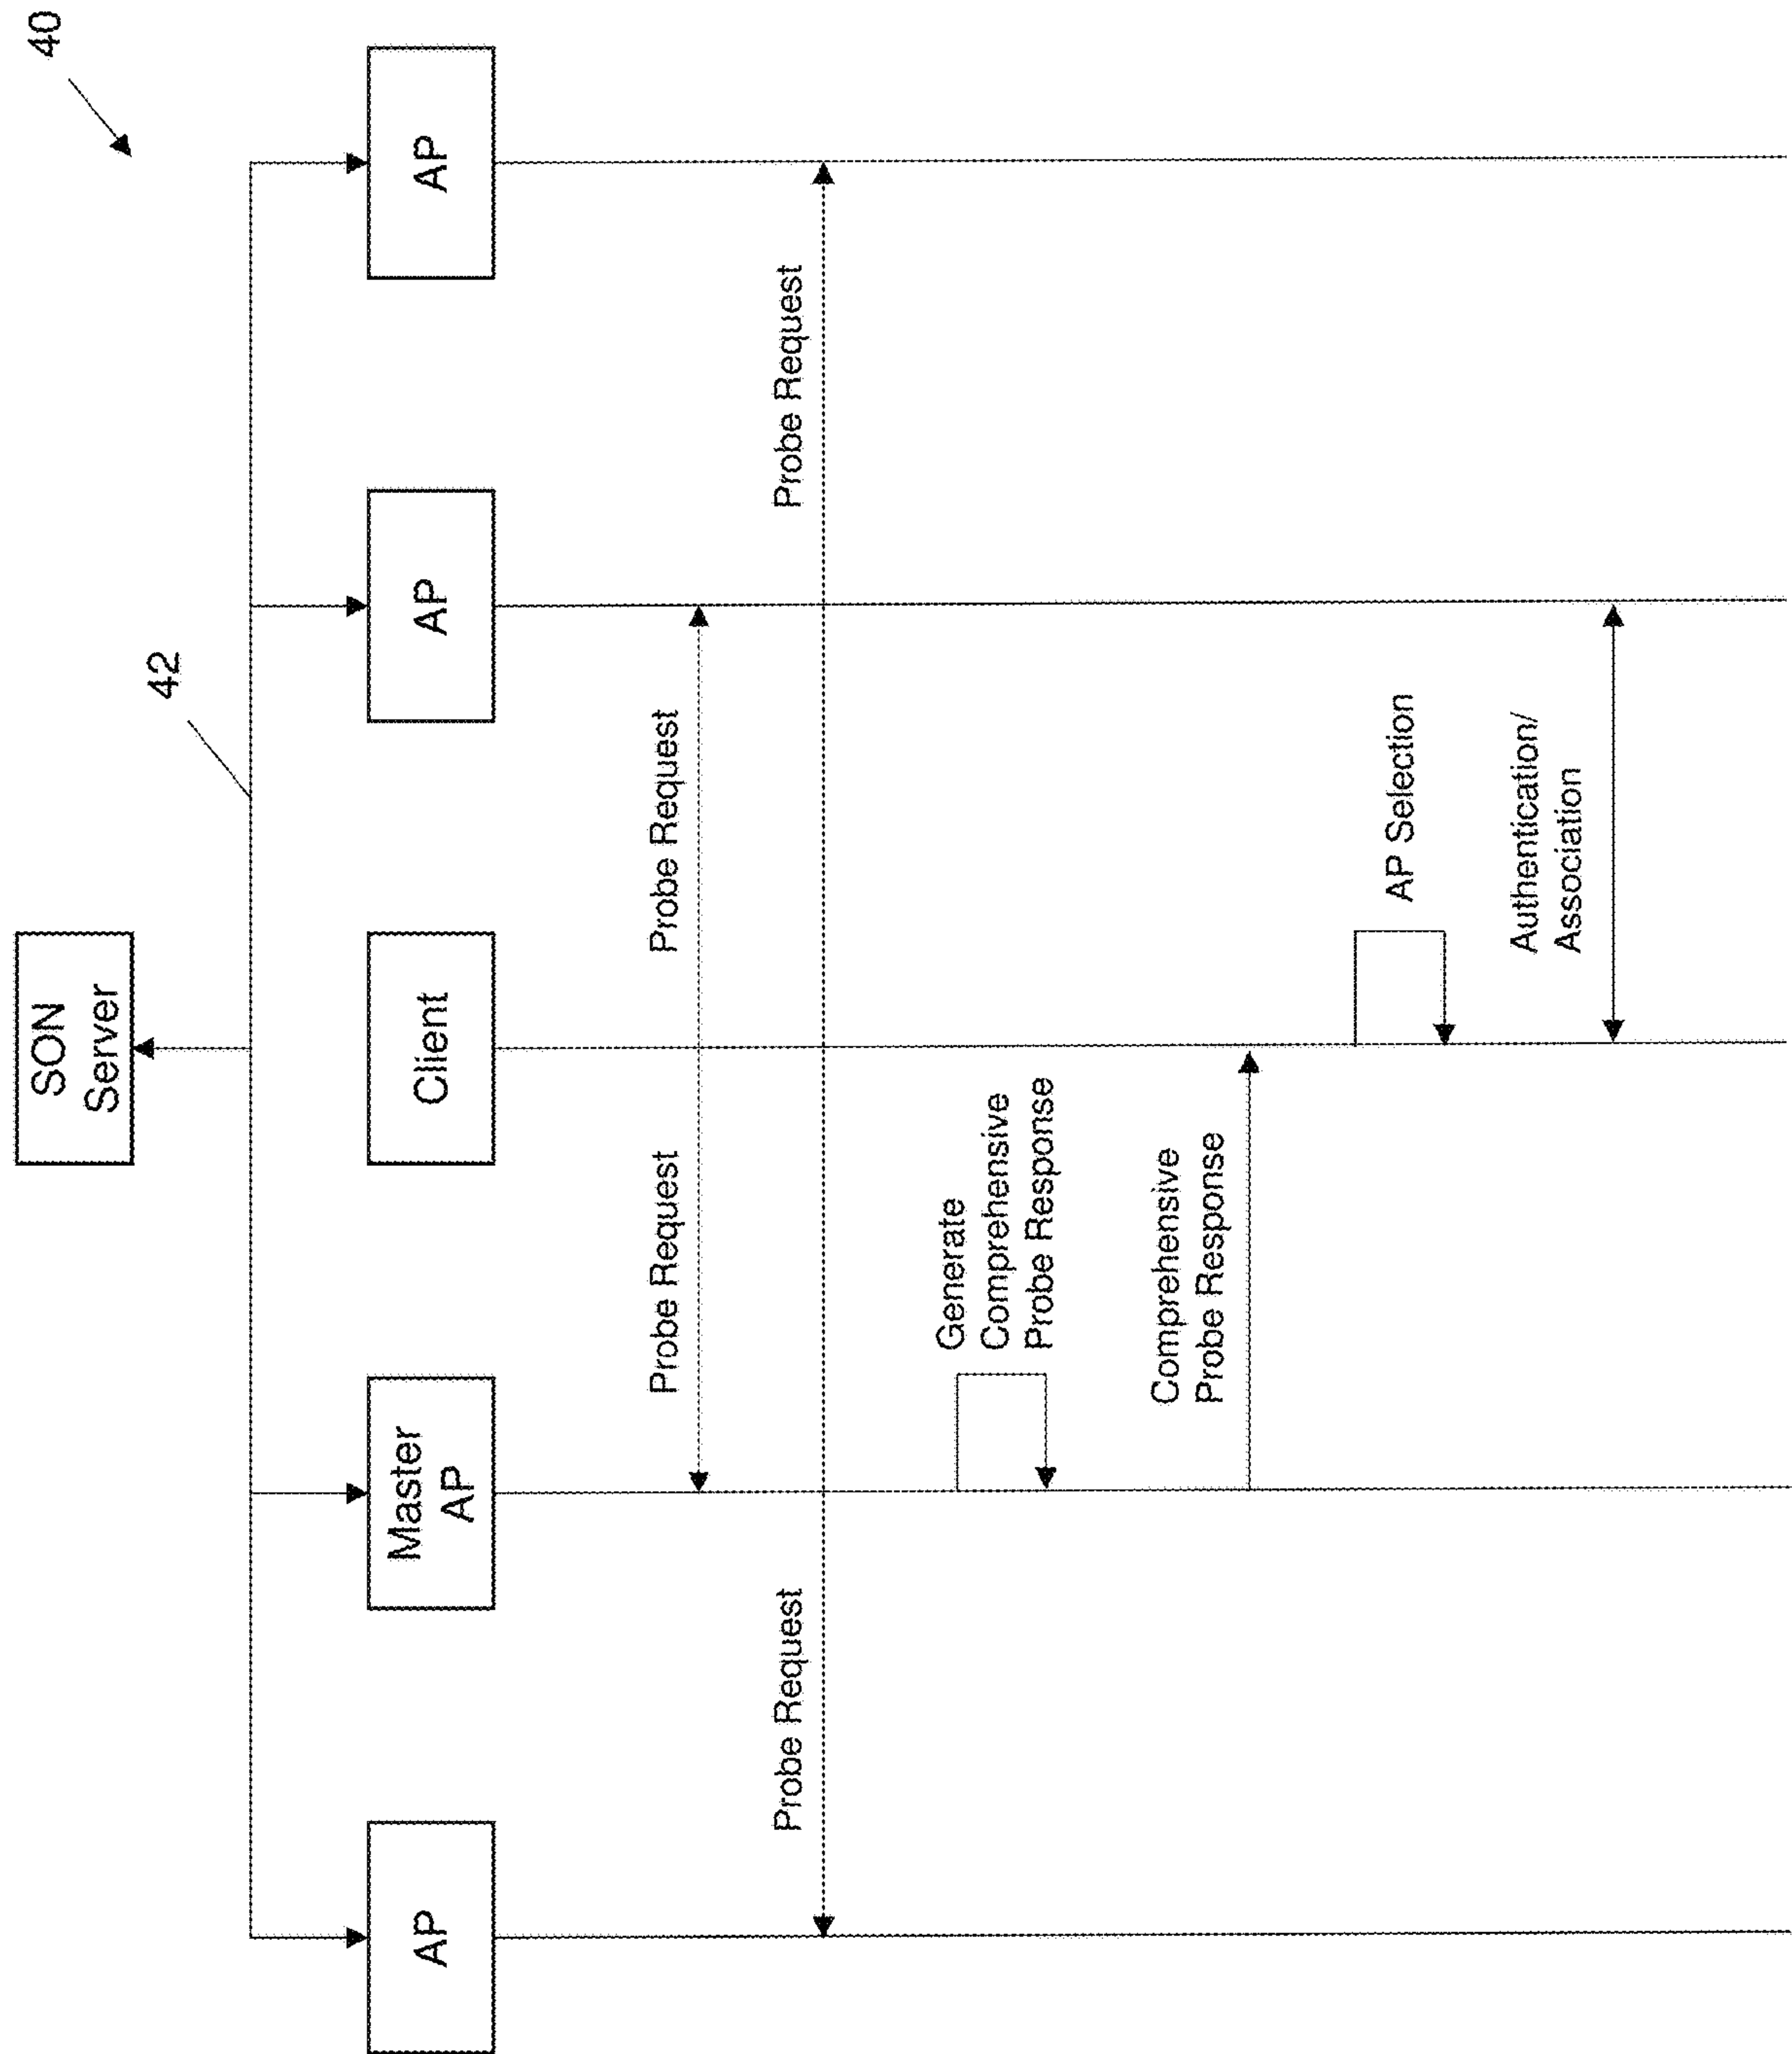 40
SON
Server
42
AP
Master
AP
Client
AP
AP
Probe Request
Probe Request
Probe Request
Probe Request
Generate
Comprehensive
Probe Response
Comprehensive
Probe Response
AP Selection
Authentication/
Association